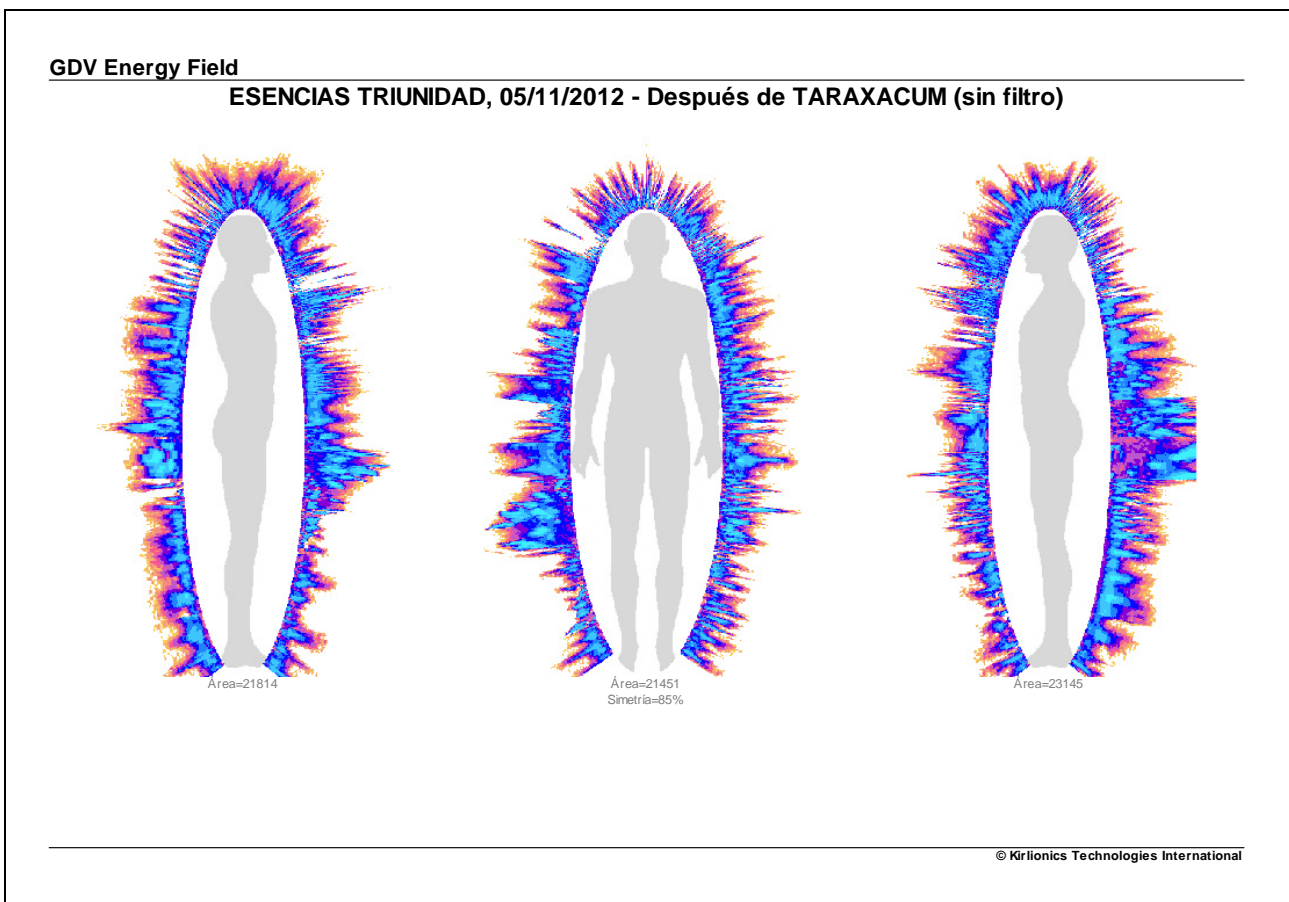 GDV Energy Field
ESENCIAS TRIUNIDAD, 05/11/2012 - Después de TARAXACUM (sin filtro)
Área=21814
Área=21451
Simetría=85%
Área=23145
© Kirlionics Technologies International